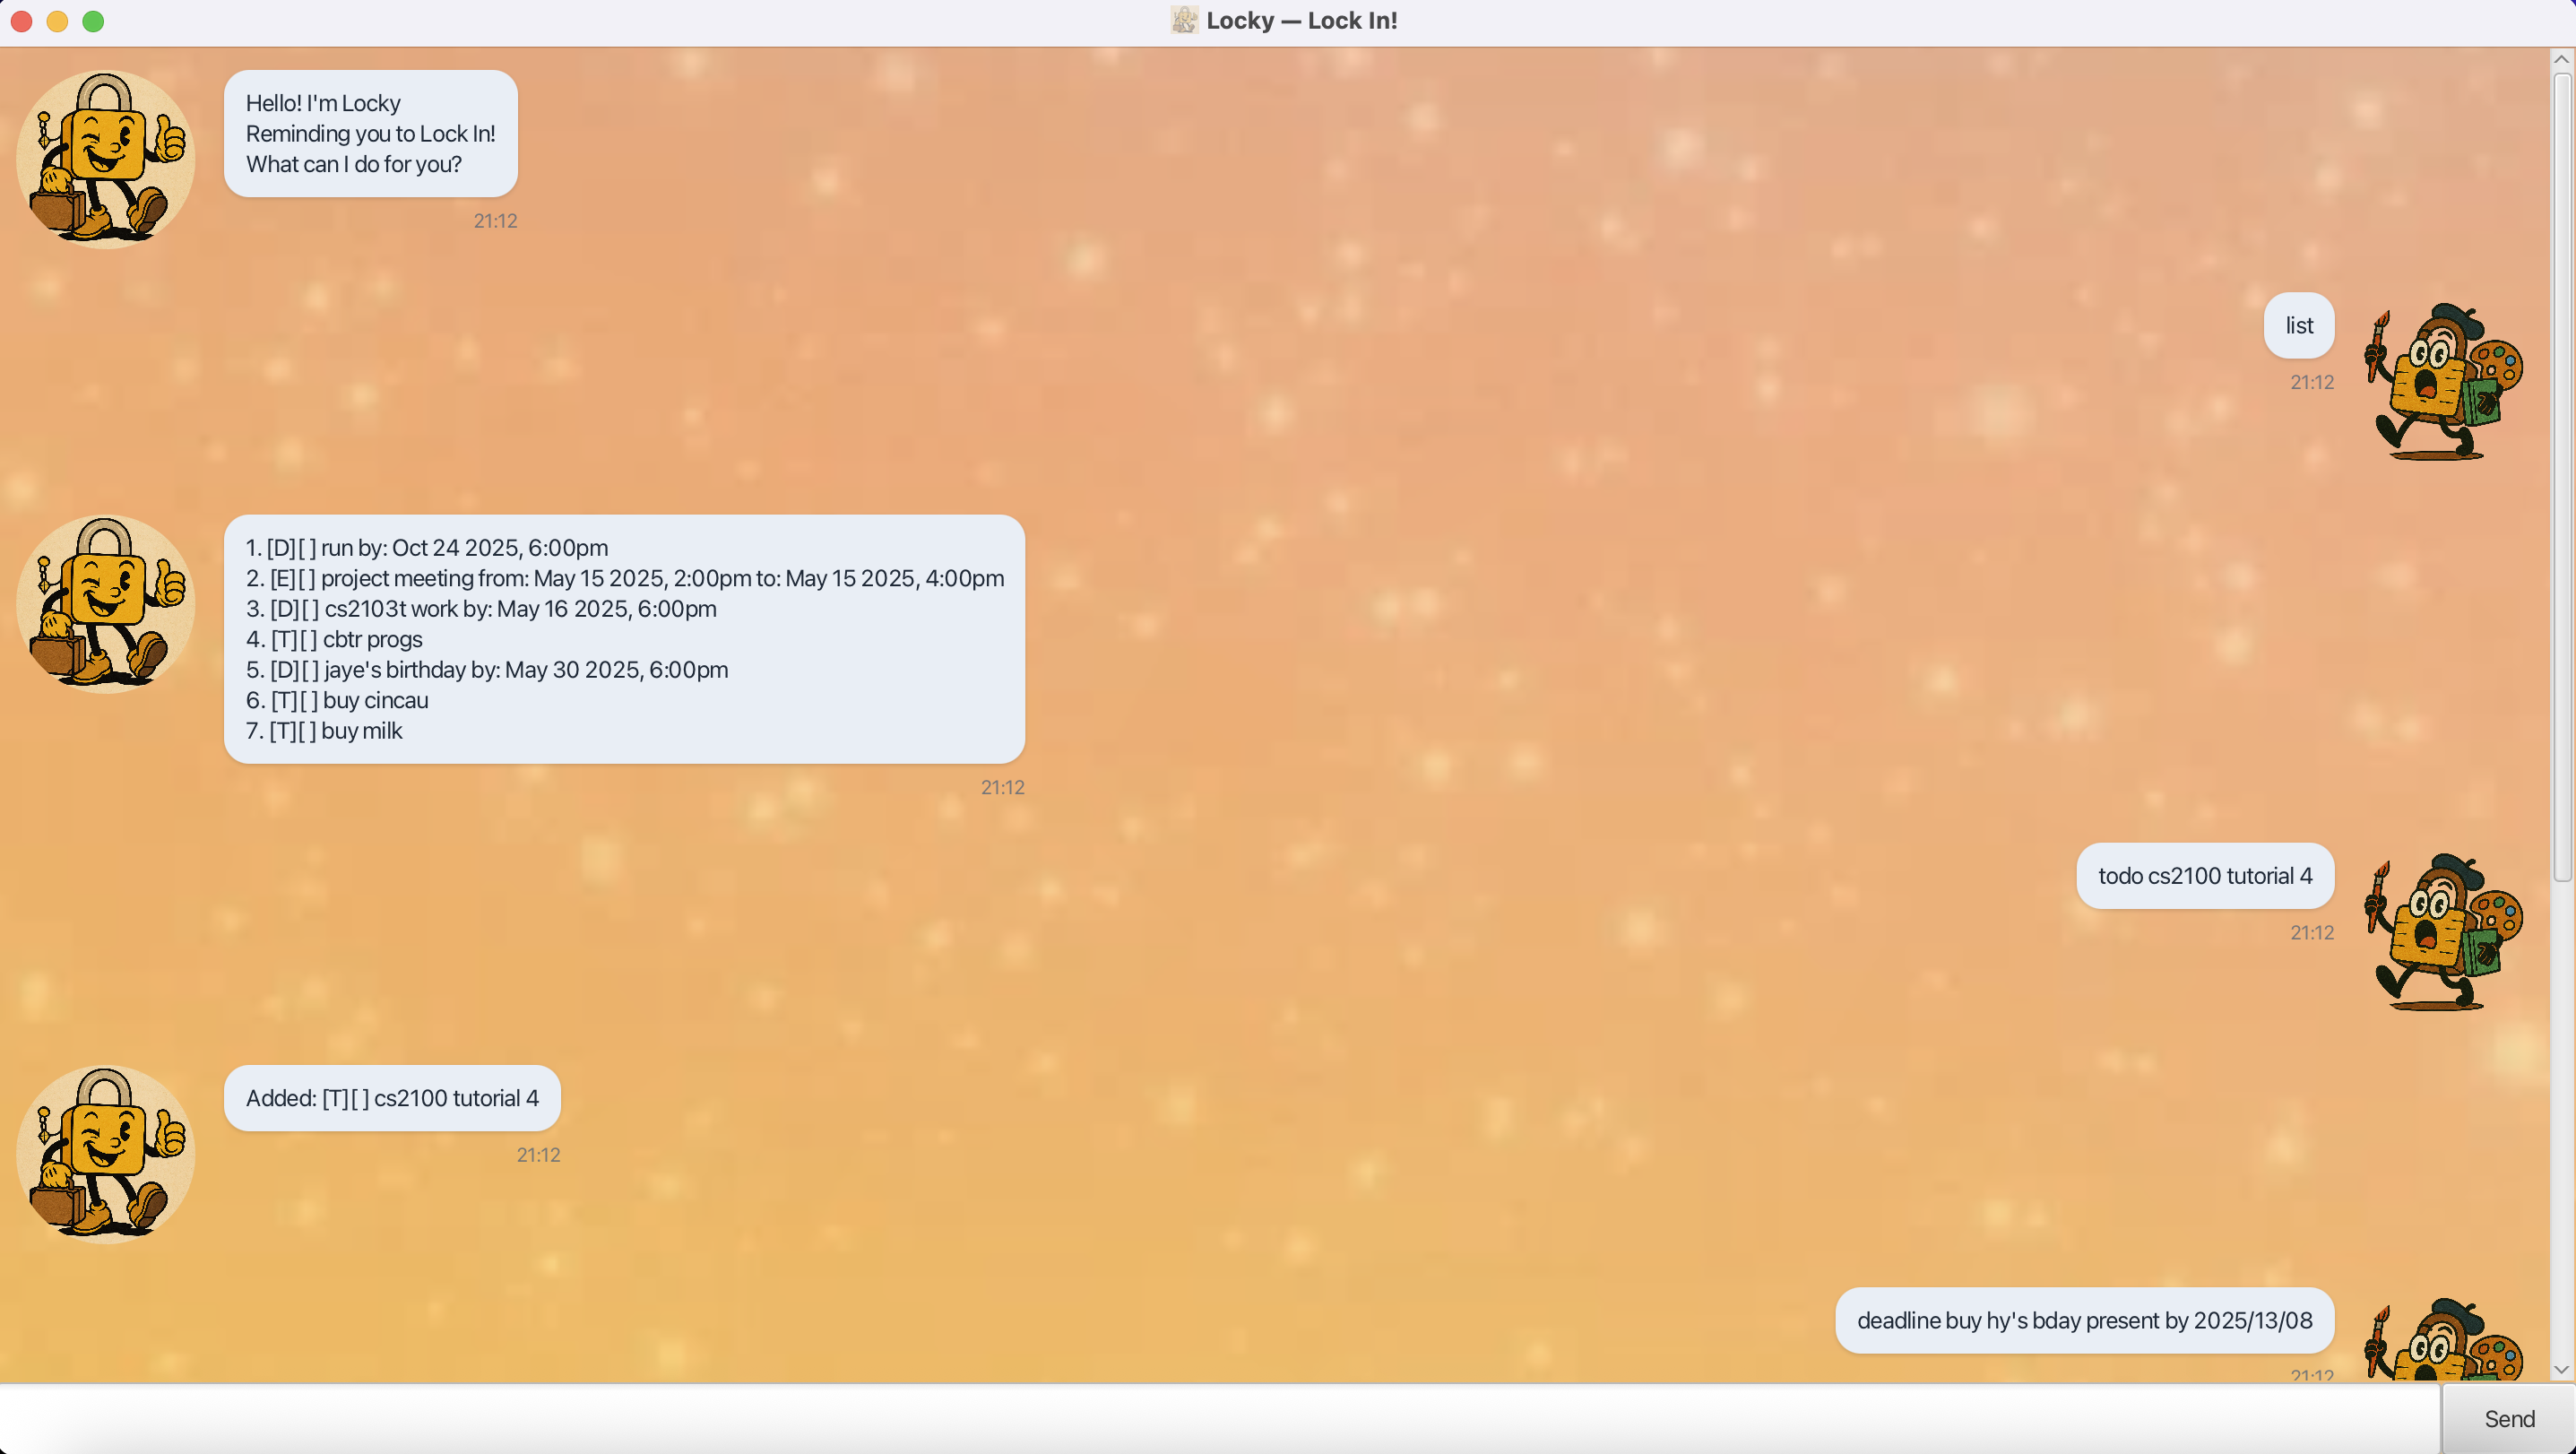 Locky — Lock In!
Hello! I'm Locky
Reminding you to Lock In!
What can I do for you?
21:12
list
21:12
1. [D][ ] run by: Oct 24 2025, 6:00pm
2. [E][ ] project meeting from: May 15 2025, 2:00pm to: May 15 2025, 4:00pm
3. [D][ ] cs2103t work by: May 16 2025, 6:00pm
4. [T][ ] cbtr progs
5. [D][ ] jaye's birthday by: May 30 2025, 6:00pm
6. [T][ ] buy cincau
7. [T][ ] buy milk
21:12
todo cs2100 tutorial 4
21:12
Added: [T][ ] cs2100 tutorial 4
21:12
deadline buy hy's bday present by 2025/13/08
21:12
Send